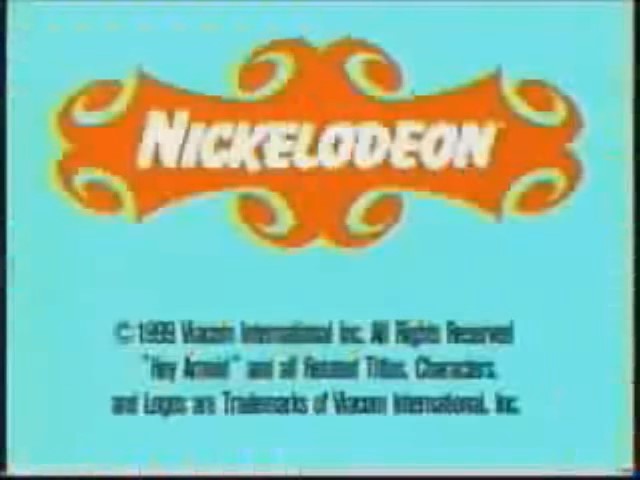 NICKELODEON
© 1999 Viacom International Inc. All Rights Reserved
"Hey Arnold" and all Related Titles, Characters,
and Logos are Trademarks of Viacom International, Inc.